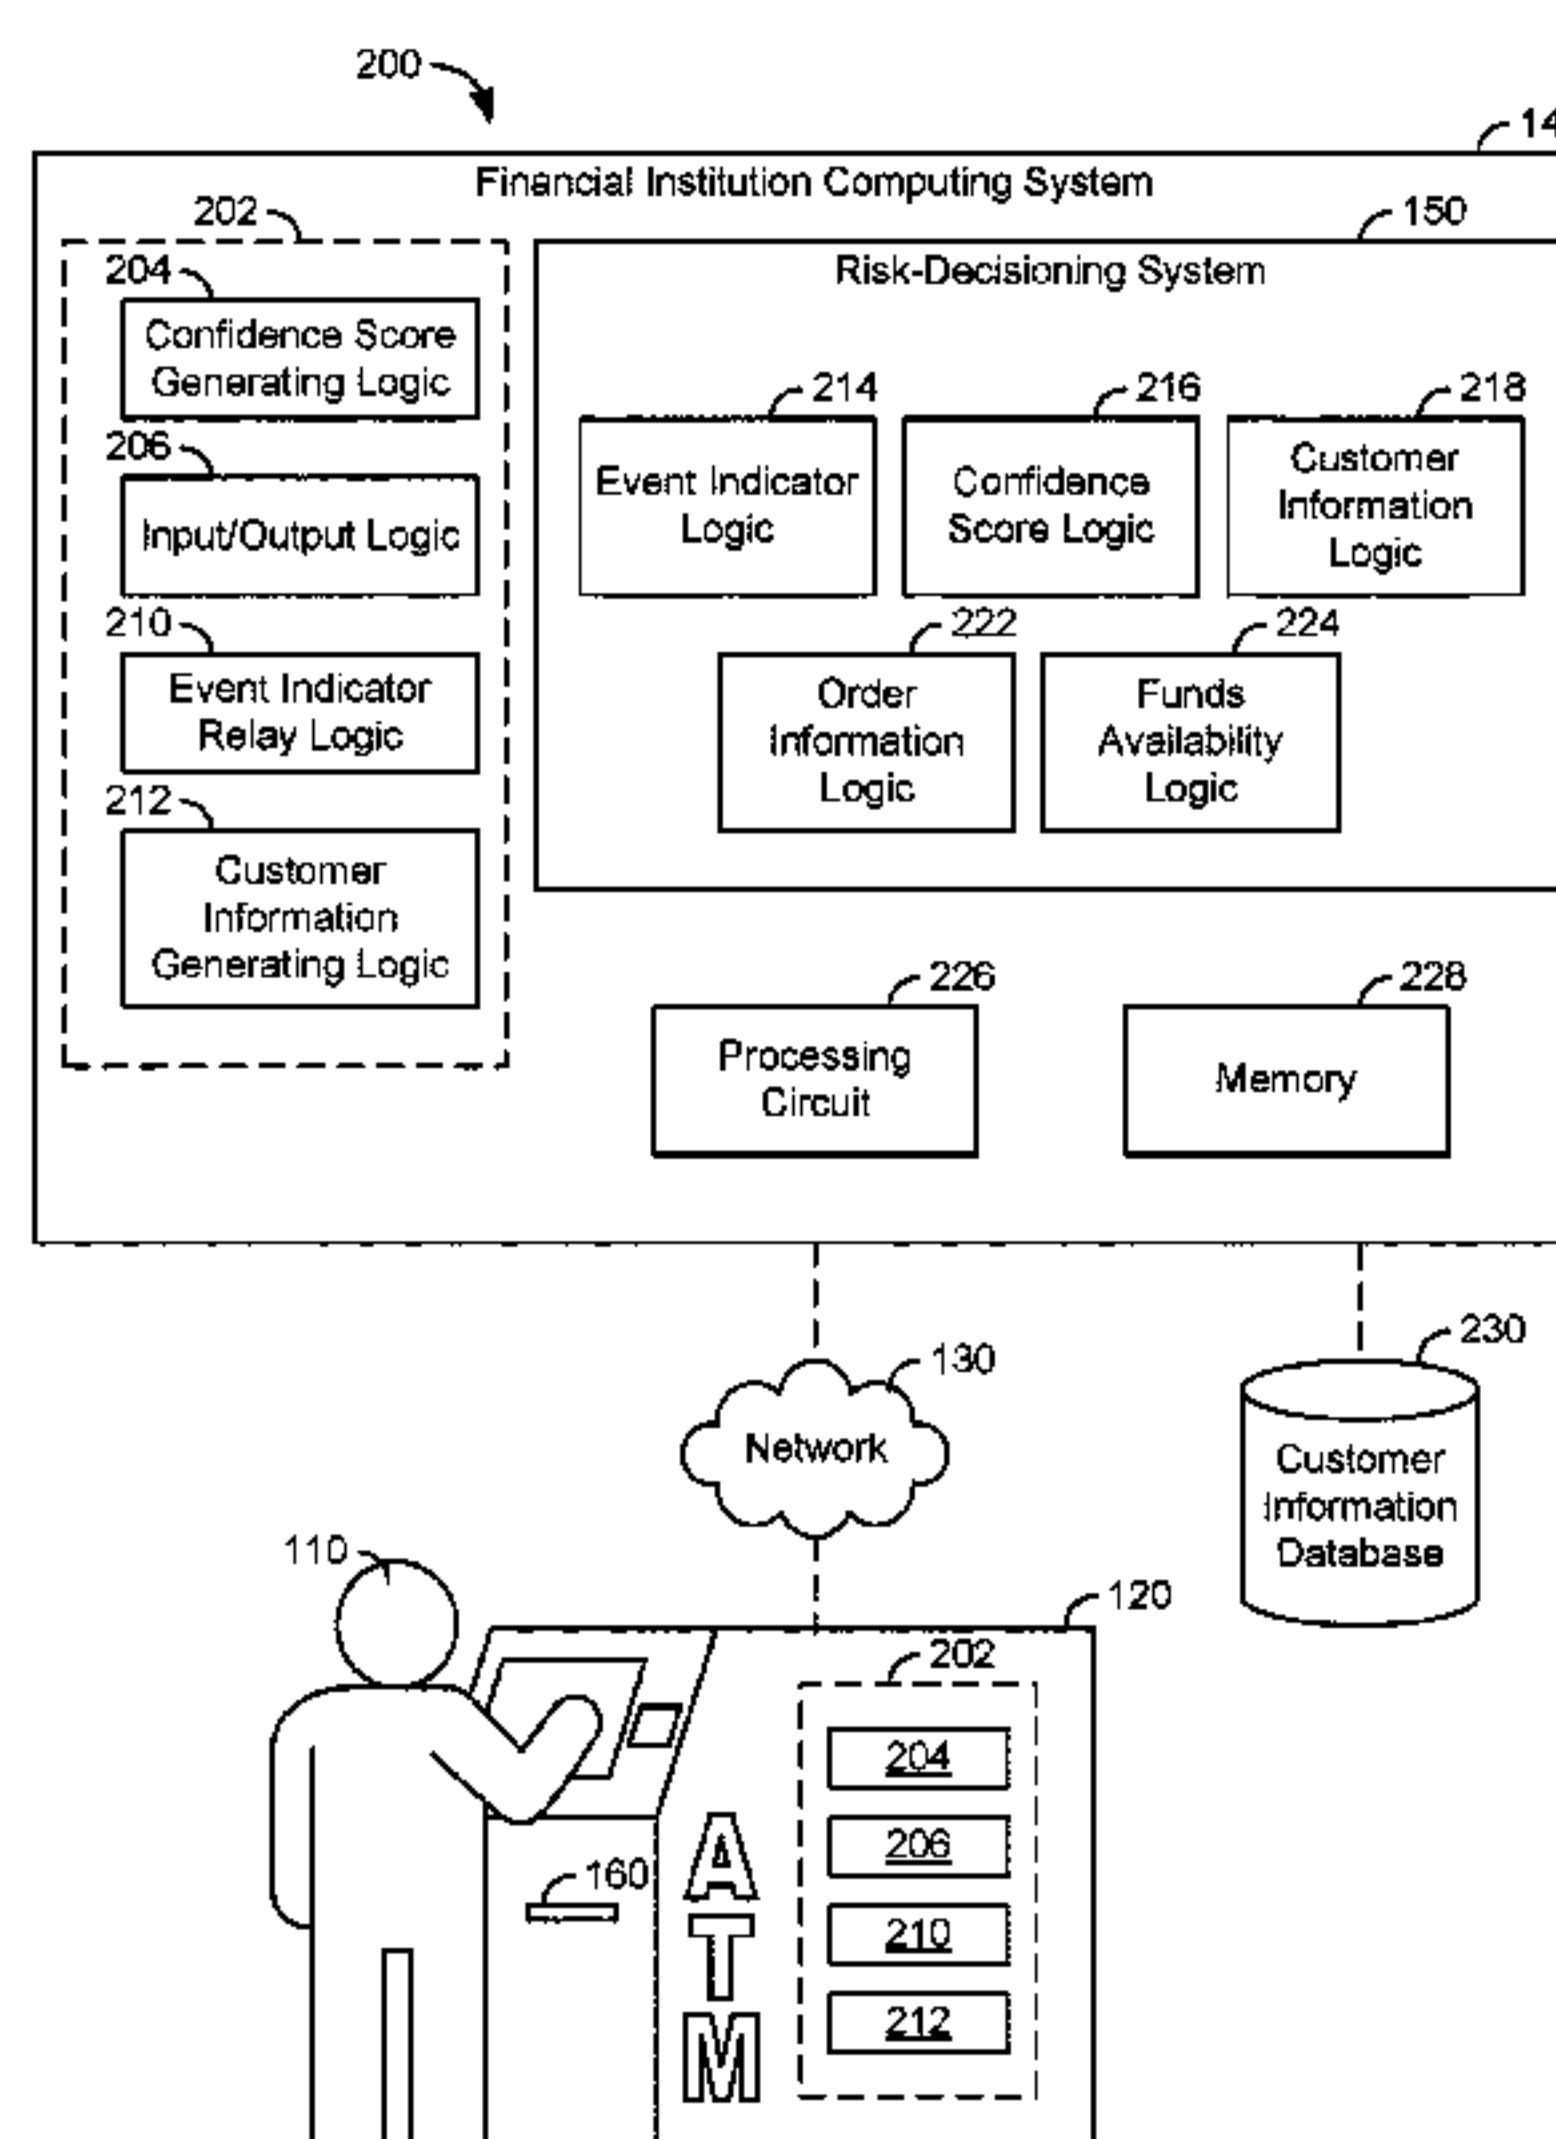 200
14
Financial Institution Computing System
202
150
204
Risk-Decisioning System
Confidence Score
Generating Logic
214
216
218
206
Event Indicator
Logic
Confidence
Score Logic
Customer
Information
Logic
Input/Output Logic
210
222
224
Event Indicator
Relay Logic
Order
Information
Logic
Funds
Availability
Logic
212
Customer
Information
Generating Logic
226
228
Processing
Circuit
Memory
130
230
Network
Customer
Information
Database
110
120
202
204
206
160
210
212
ATM